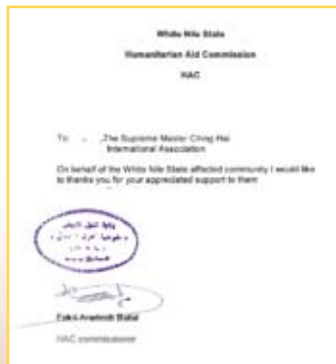 White Nile State
Humanitarian Aid Commission
HAC
To: The Supreme Master Ching Hai
International Association
On behalf of the White Nile State affected community I would like
to thanks you for your appreciated support to them
HAC commissioner